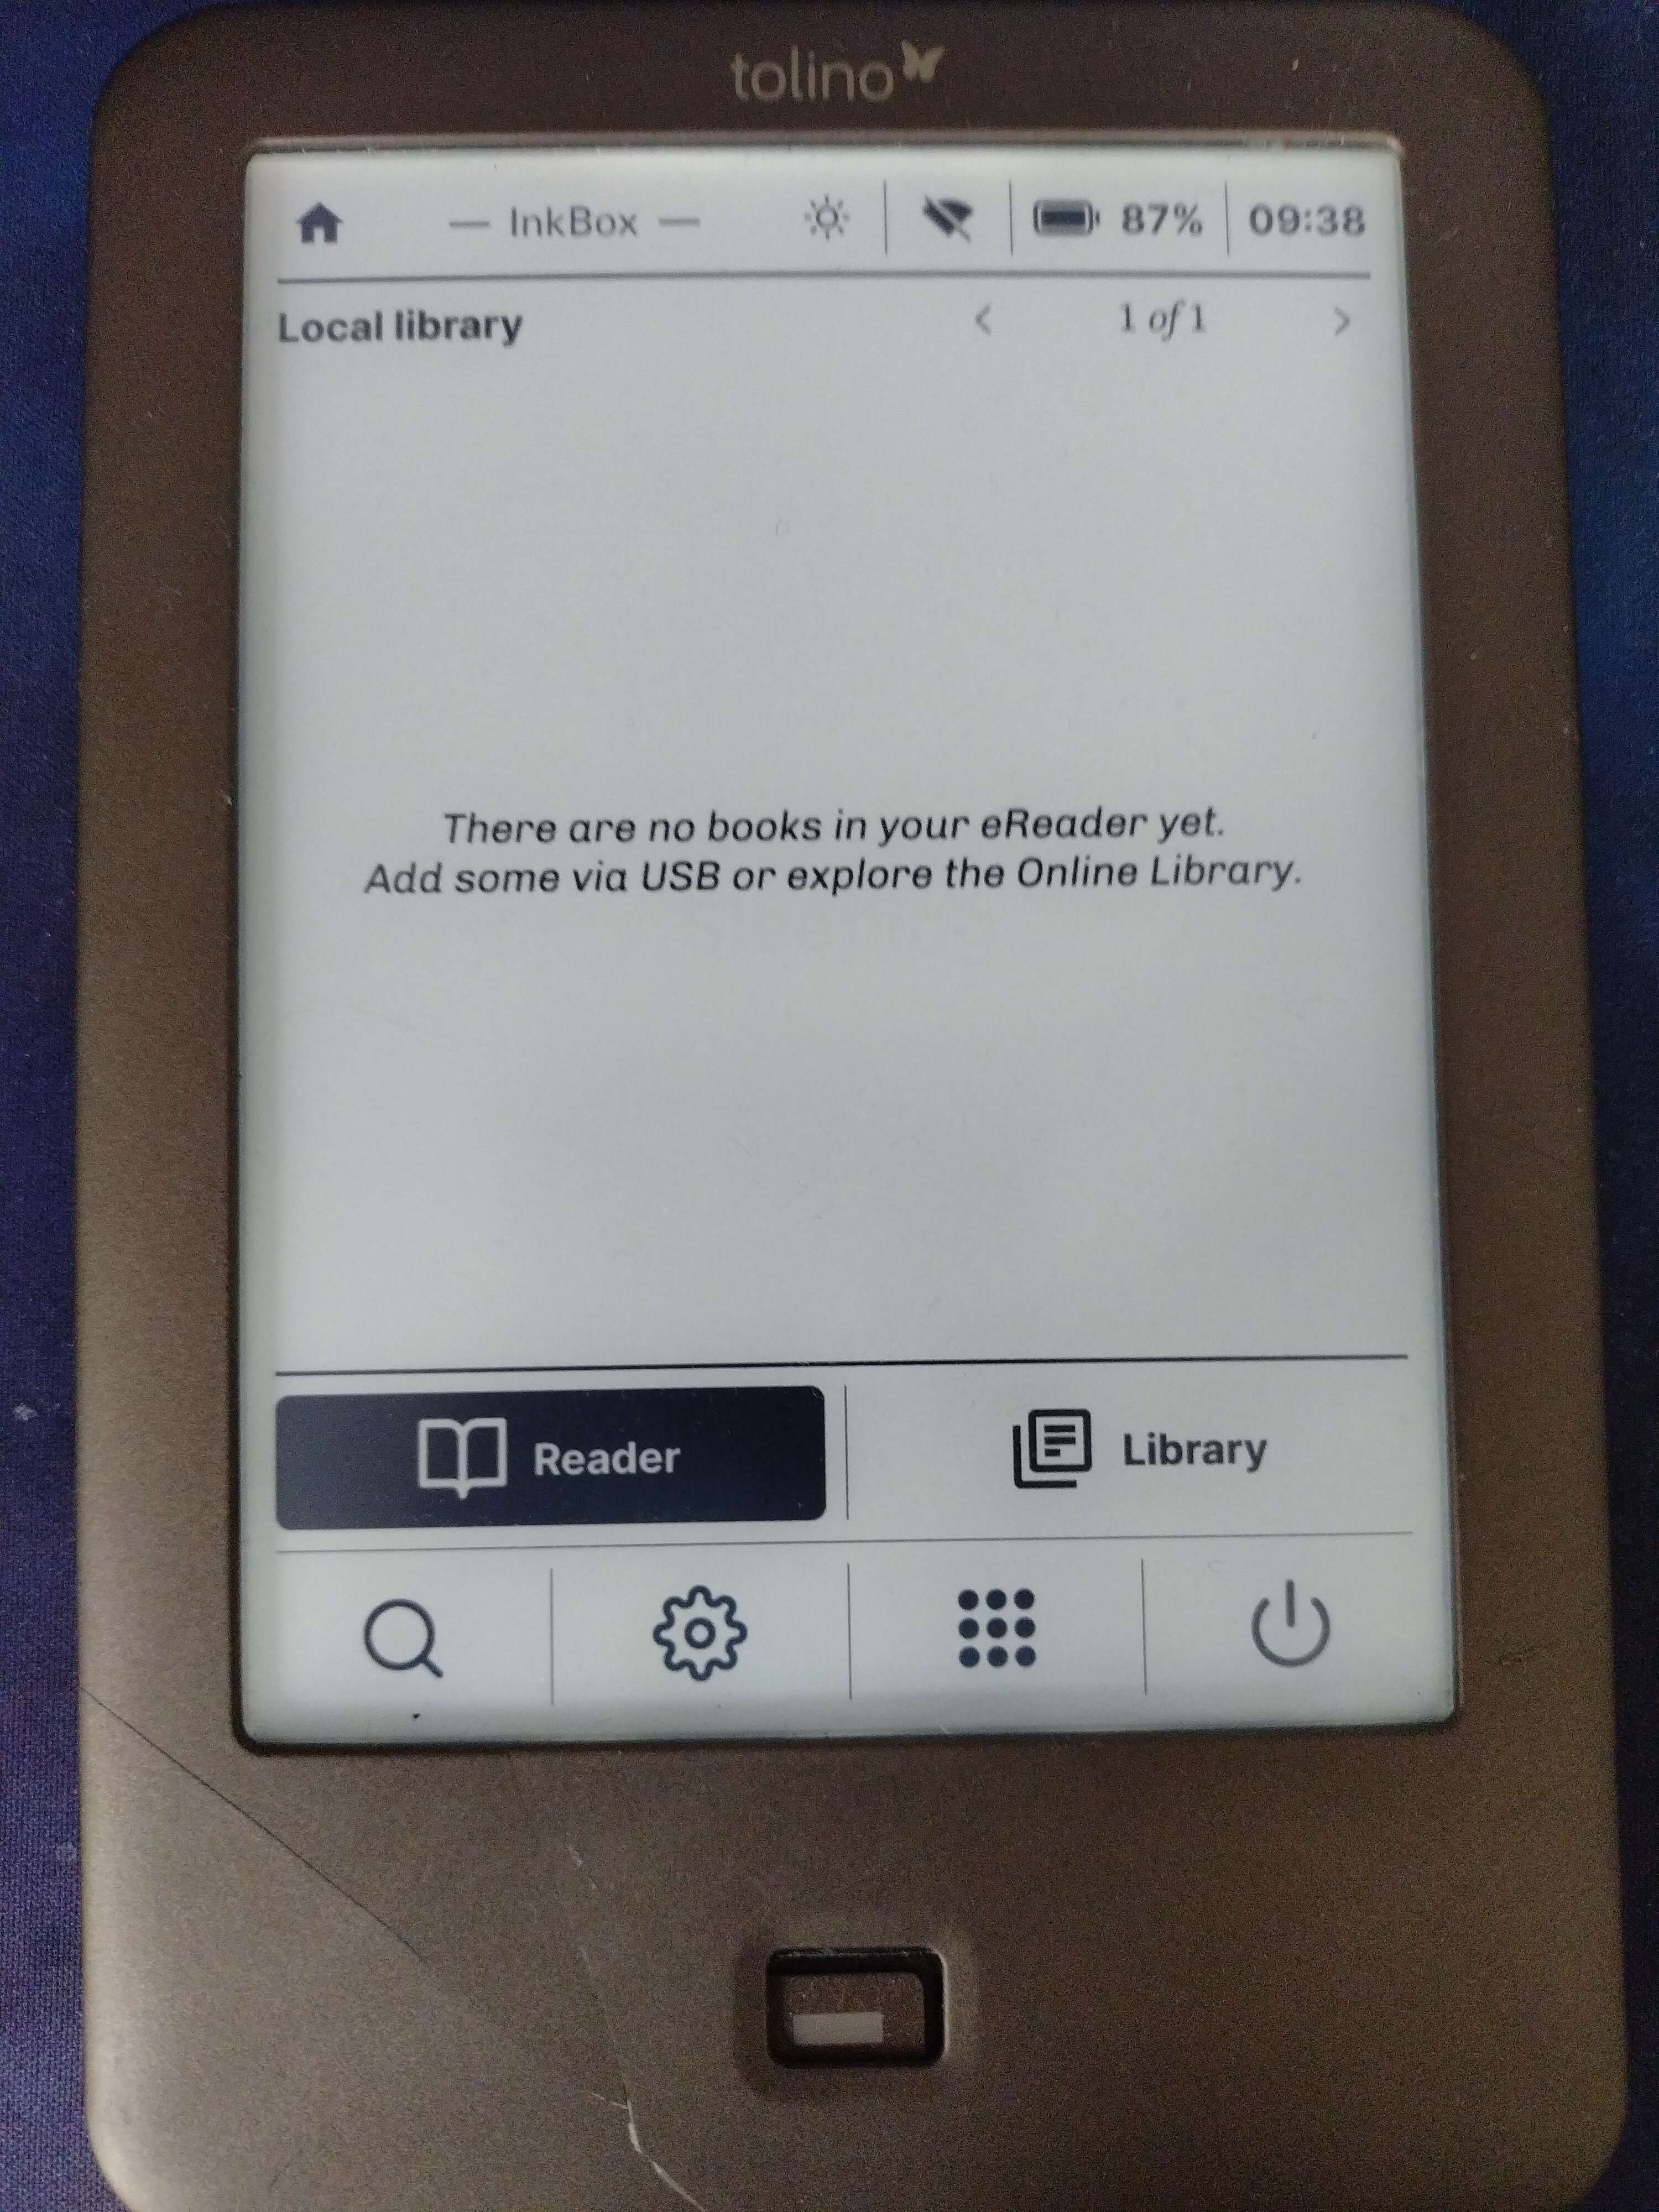 tolino
— InkBox — 87% 09:38
Local library < 1 of 1 >
There are no books in your eReader yet.
Add some via USB or explore the Online Library.
Reader Library